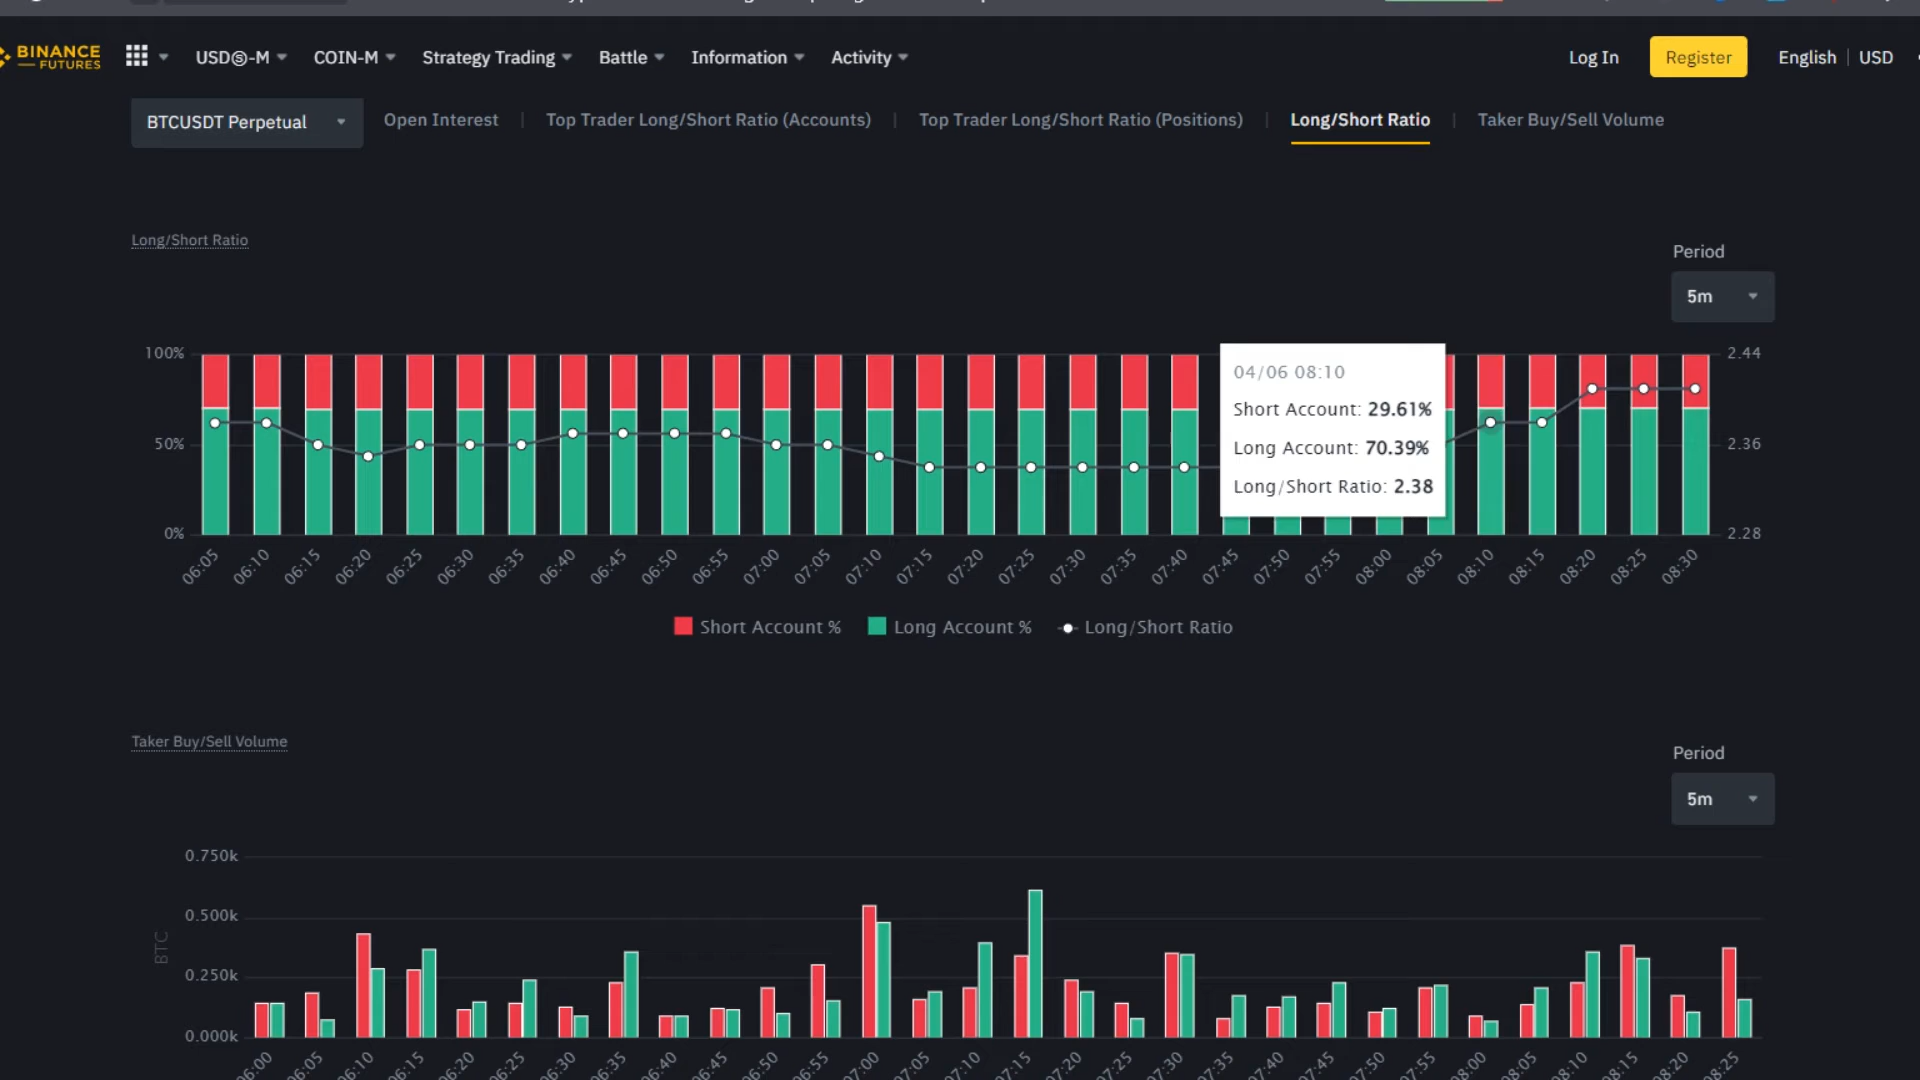 BINANCE
FUTURES
USDⓈ-M
COIN-M
Strategy Trading
Battle
Information
Activity
Log In
Register
English
USD
BTCUSDT Perpetual
Open Interest
Top Trader Long/Short Ratio (Accounts)
Top Trader Long/Short Ratio (Positions)
Long/Short Ratio
Taker Buy/Sell Volume
Long/Short Ratio
Period
5m
100%
50%
0%
2.44
2.36
2.28
04/06 08:10
Short Account: 29.61%
Long Account: 70.39%
Long/Short Ratio: 2.38
06:05 06:10 06:15 06:20 06:25 06:30 06:35 06:40 06:45 06:50 06:55 07:00 07:05 07:10 07:15 07:20 07:25 07:30 07:35 07:40 07:45 07:50 07:55 08:00 08:05 08:10 08:15 08:20 08:25 08:30
Short Account %
Long Account %
Long/Short Ratio
Taker Buy/Sell Volume
Period
5m
0.750k
0.500k
0.250k
0.000k
BTC
06:00 06:05 06:10 06:15 06:20 06:25 06:30 06:35 06:40 06:45 06:50 06:55 07:00 07:05 07:10 07:15 07:20 07:25 07:30 07:35 07:40 07:45 07:50 07:55 08:00 08:05 08:10 08:15 08:20 08:25